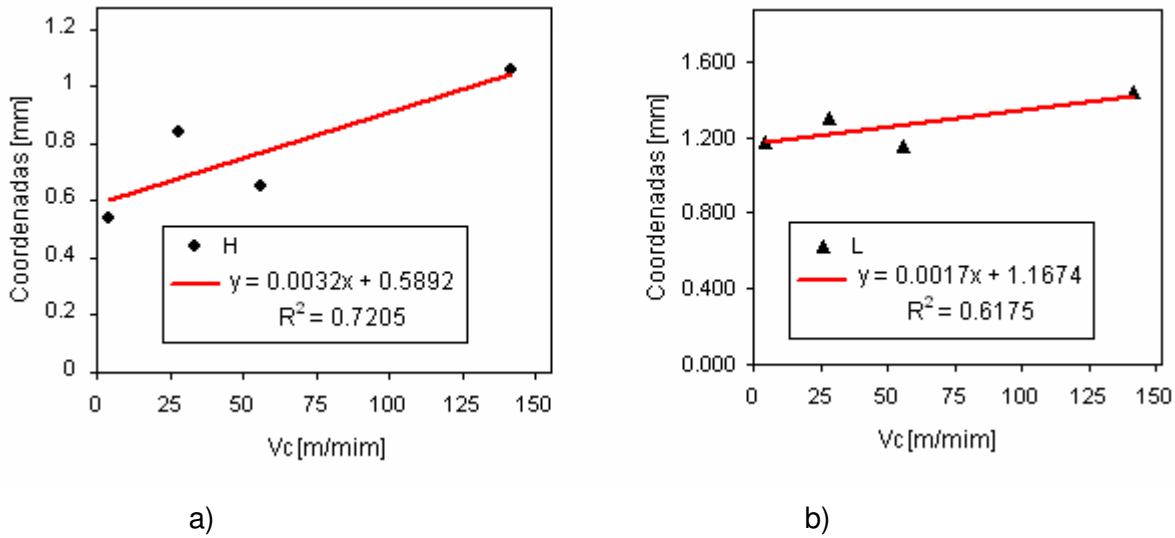 1.2
1
0.8
0.6
0.4
0.2
0
Coordenadas [mm]
H
y = 0.0032x + 0.5892
R² = 0.7205
0 25 50 75 100 125 150
Vc [m/mim]
a)
1.600
1.200
0.800
0.400
0.000
Coordenadas [mm]
L
y = 0.0017x + 1.1674
R² = 0.6175
0 25 50 75 100 125 150
Vc [m/mim]
b)